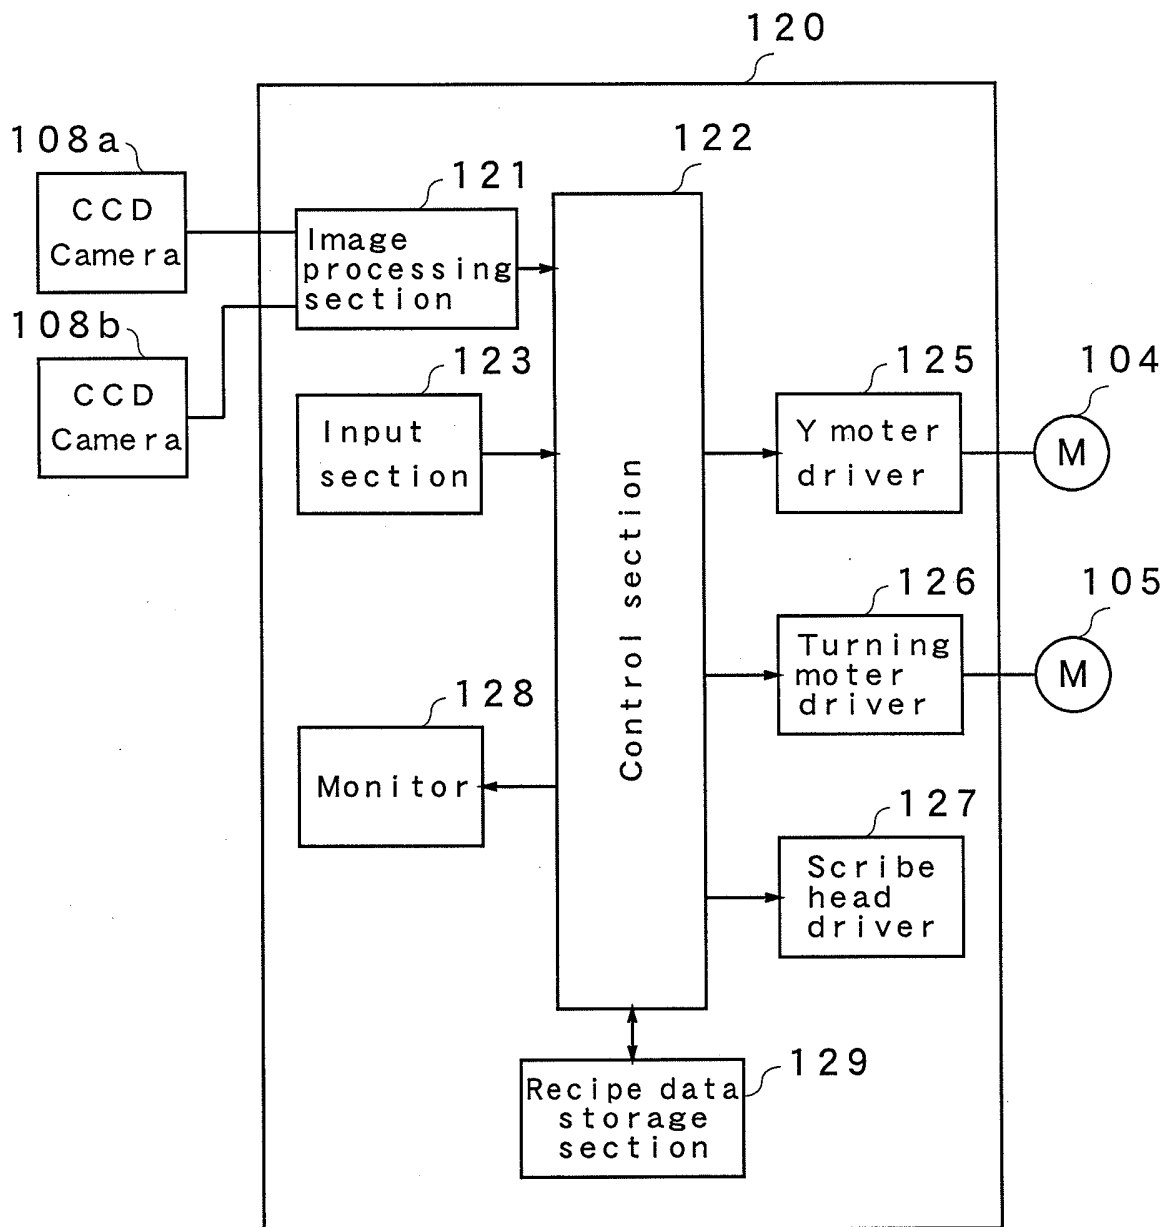 120
108a
CCD
Camera
121
Image
processing
section
122
108b
CCD
Camera
123
Input
section
Control section
125
Y moter
driver
104
M
126
Turning
moter
driver
105
M
128
Monitor
127
Scribe
head
driver
129
Recipe data
storage
section